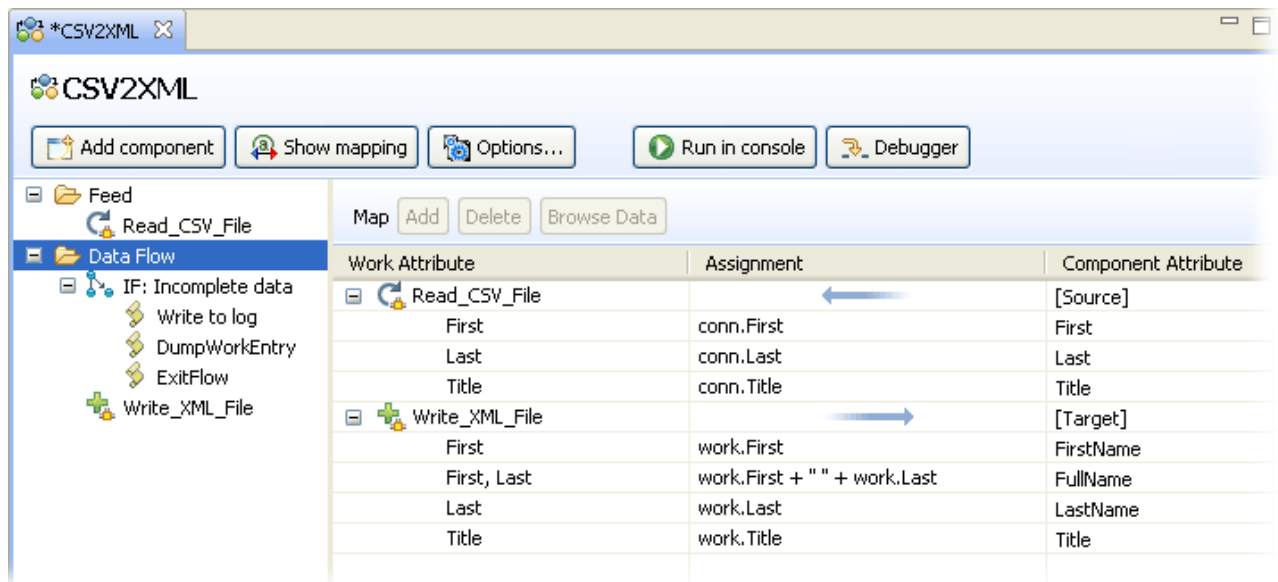 *CSV2XML
CSV2XML
Add component Show mapping Options... Run in console Debugger
Feed
Read_CSV_File
Data Flow
IF: Incomplete data
Write to log
DumpWorkEntry
ExitFlow
Write_XML_File
Map Add Delete Browse Data
Work Attribute Assignment Component Attribute
Read_CSV_File [Source]
First conn.First First
Last conn.Last Last
Title conn.Title Title
Write_XML_File [Target]
First work.First FirstName
First, Last work.First + " " + work.Last FullName
Last work.Last LastName
Title work.Title Title